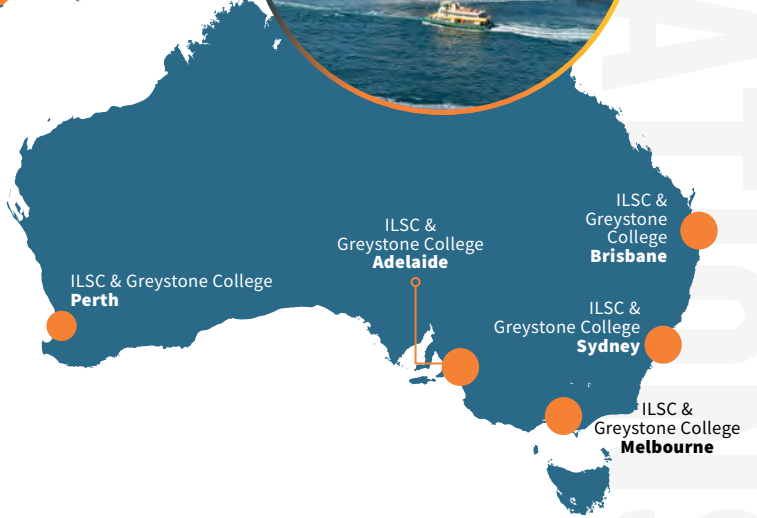 ILSC &
Greystone
College
Brisbane
ILSC &
Greystone College
Adelaide
ILSC & Greystone College
Perth
ILSC &
Greystone College
Sydney
ILSC &
Greystone College
Melbourne